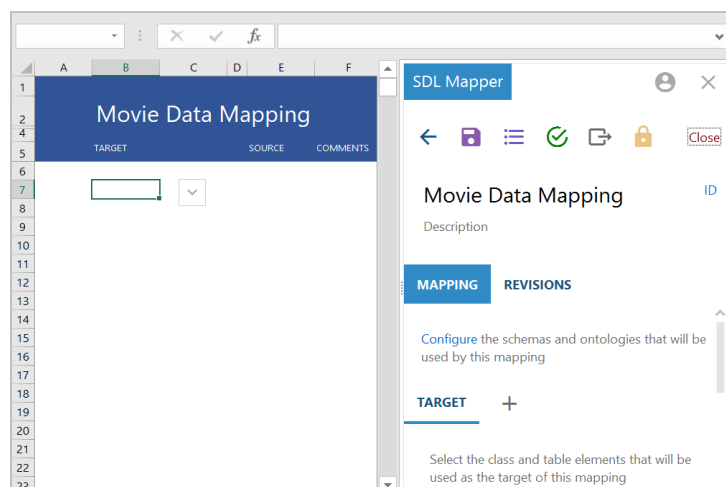 fx
A B C D E F
1
2
4
5
6
7
8
9
10
11
12
13
14
15
16
17
18
19
20
21
22
23
Movie Data Mapping
TARGET SOURCE COMMENTS
SDL Mapper
Close
Movie Data Mapping
ID
Description
MAPPING REVISIONS
Configure the schemas and ontologies that will be
used by this mapping
TARGET +
Select the class and table elements that will be
used as the target of this mapping